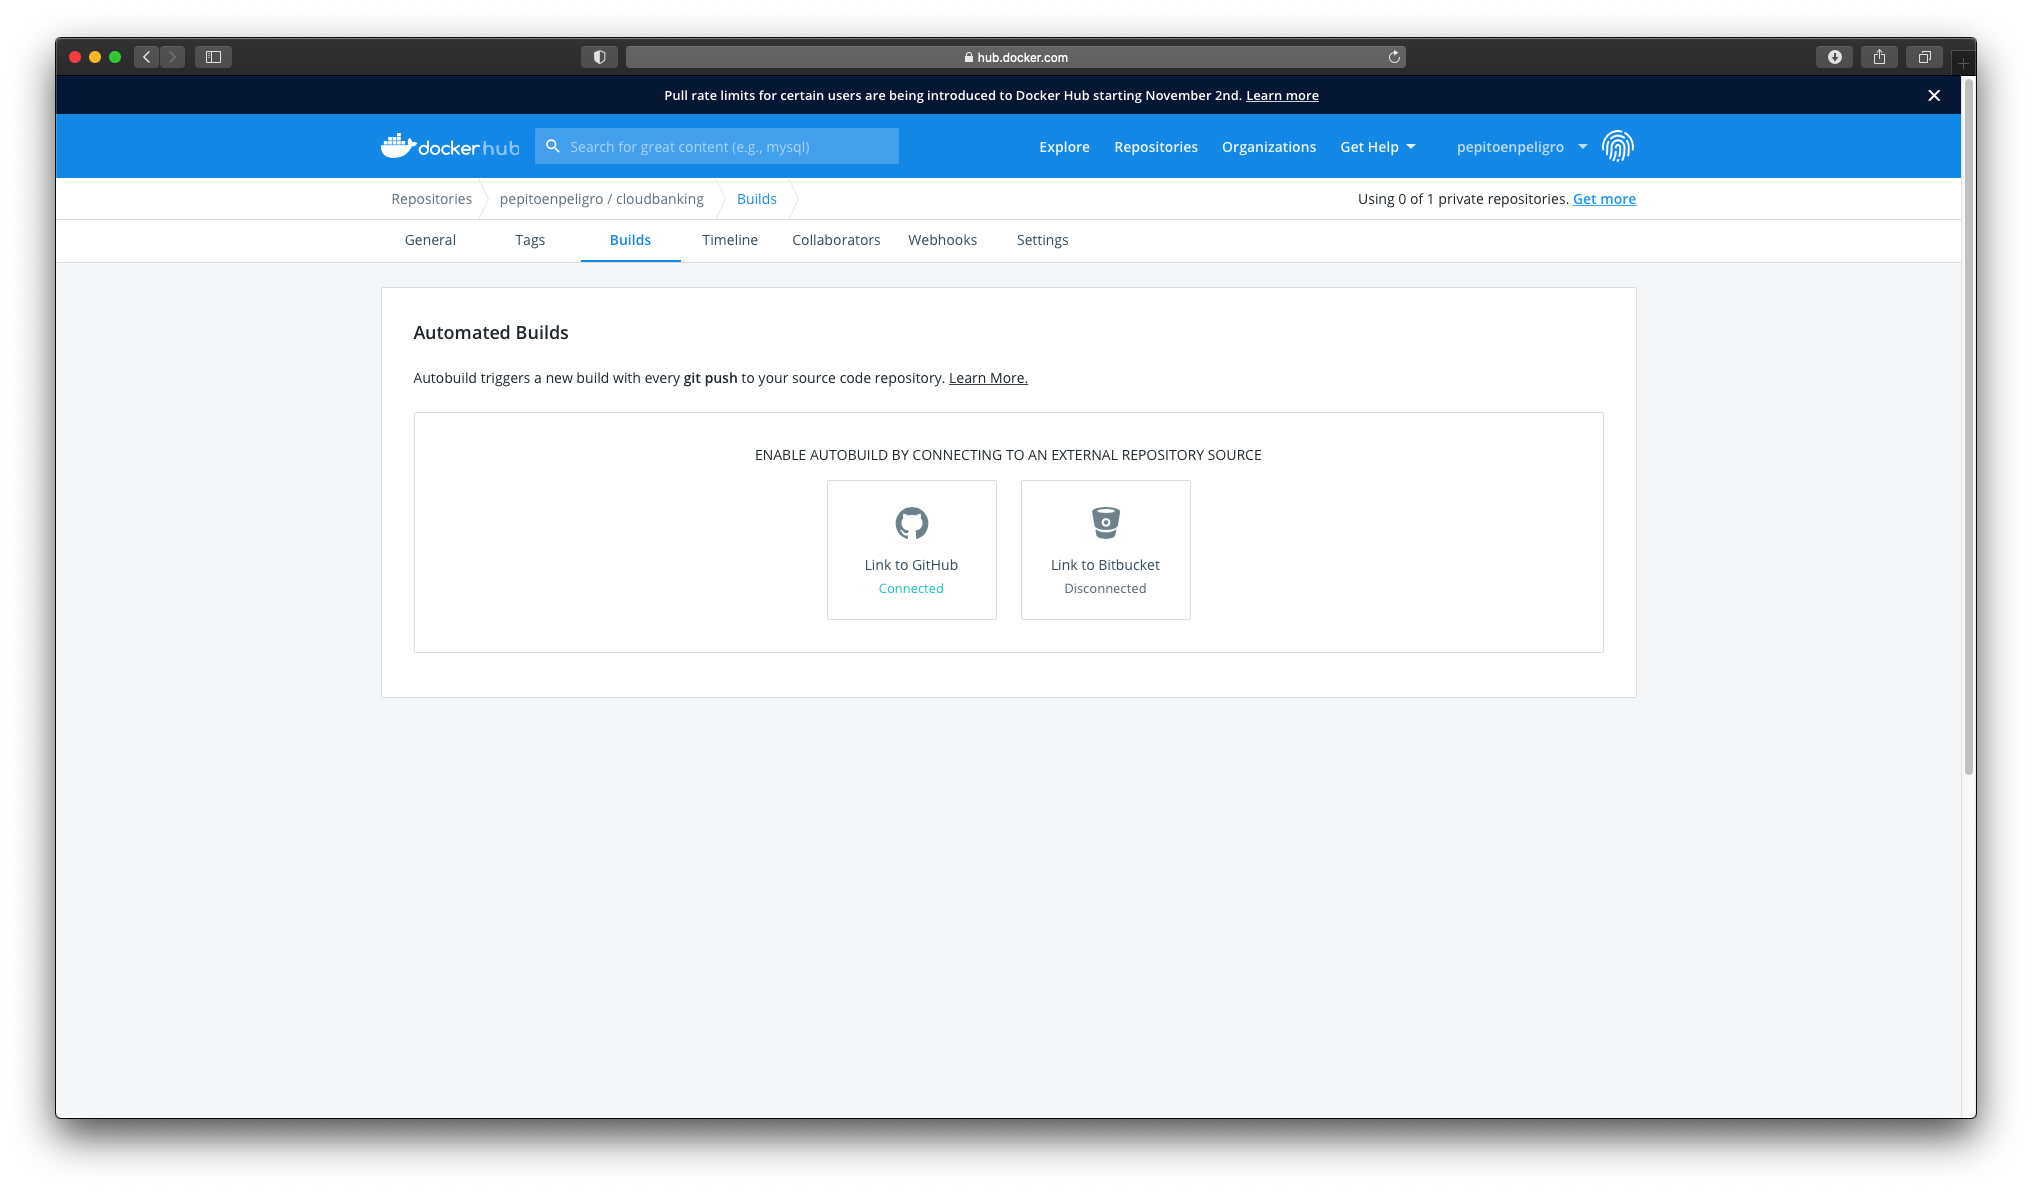 hub.docker.com
Pull rate limits for certain users are being introduced to Docker Hub starting November 2nd. Learn more
docker hub
Search for great content (e.g., mysql)
Explore
Repositories
Organizations
Get Help
pepitoenpeligro
Repositories
pepitoenpeligro / cloudbanking
Builds
Using 0 of 1 private repositories. Get more
General
Tags
Builds
Timeline
Collaborators
Webhooks
Settings
Automated Builds
Autobuild triggers a new build with every git push to your source code repository. Learn More.
ENABLE AUTOBUILD BY CONNECTING TO AN EXTERNAL REPOSITORY SOURCE
Link to GitHub
Connected
Link to Bitbucket
Disconnected